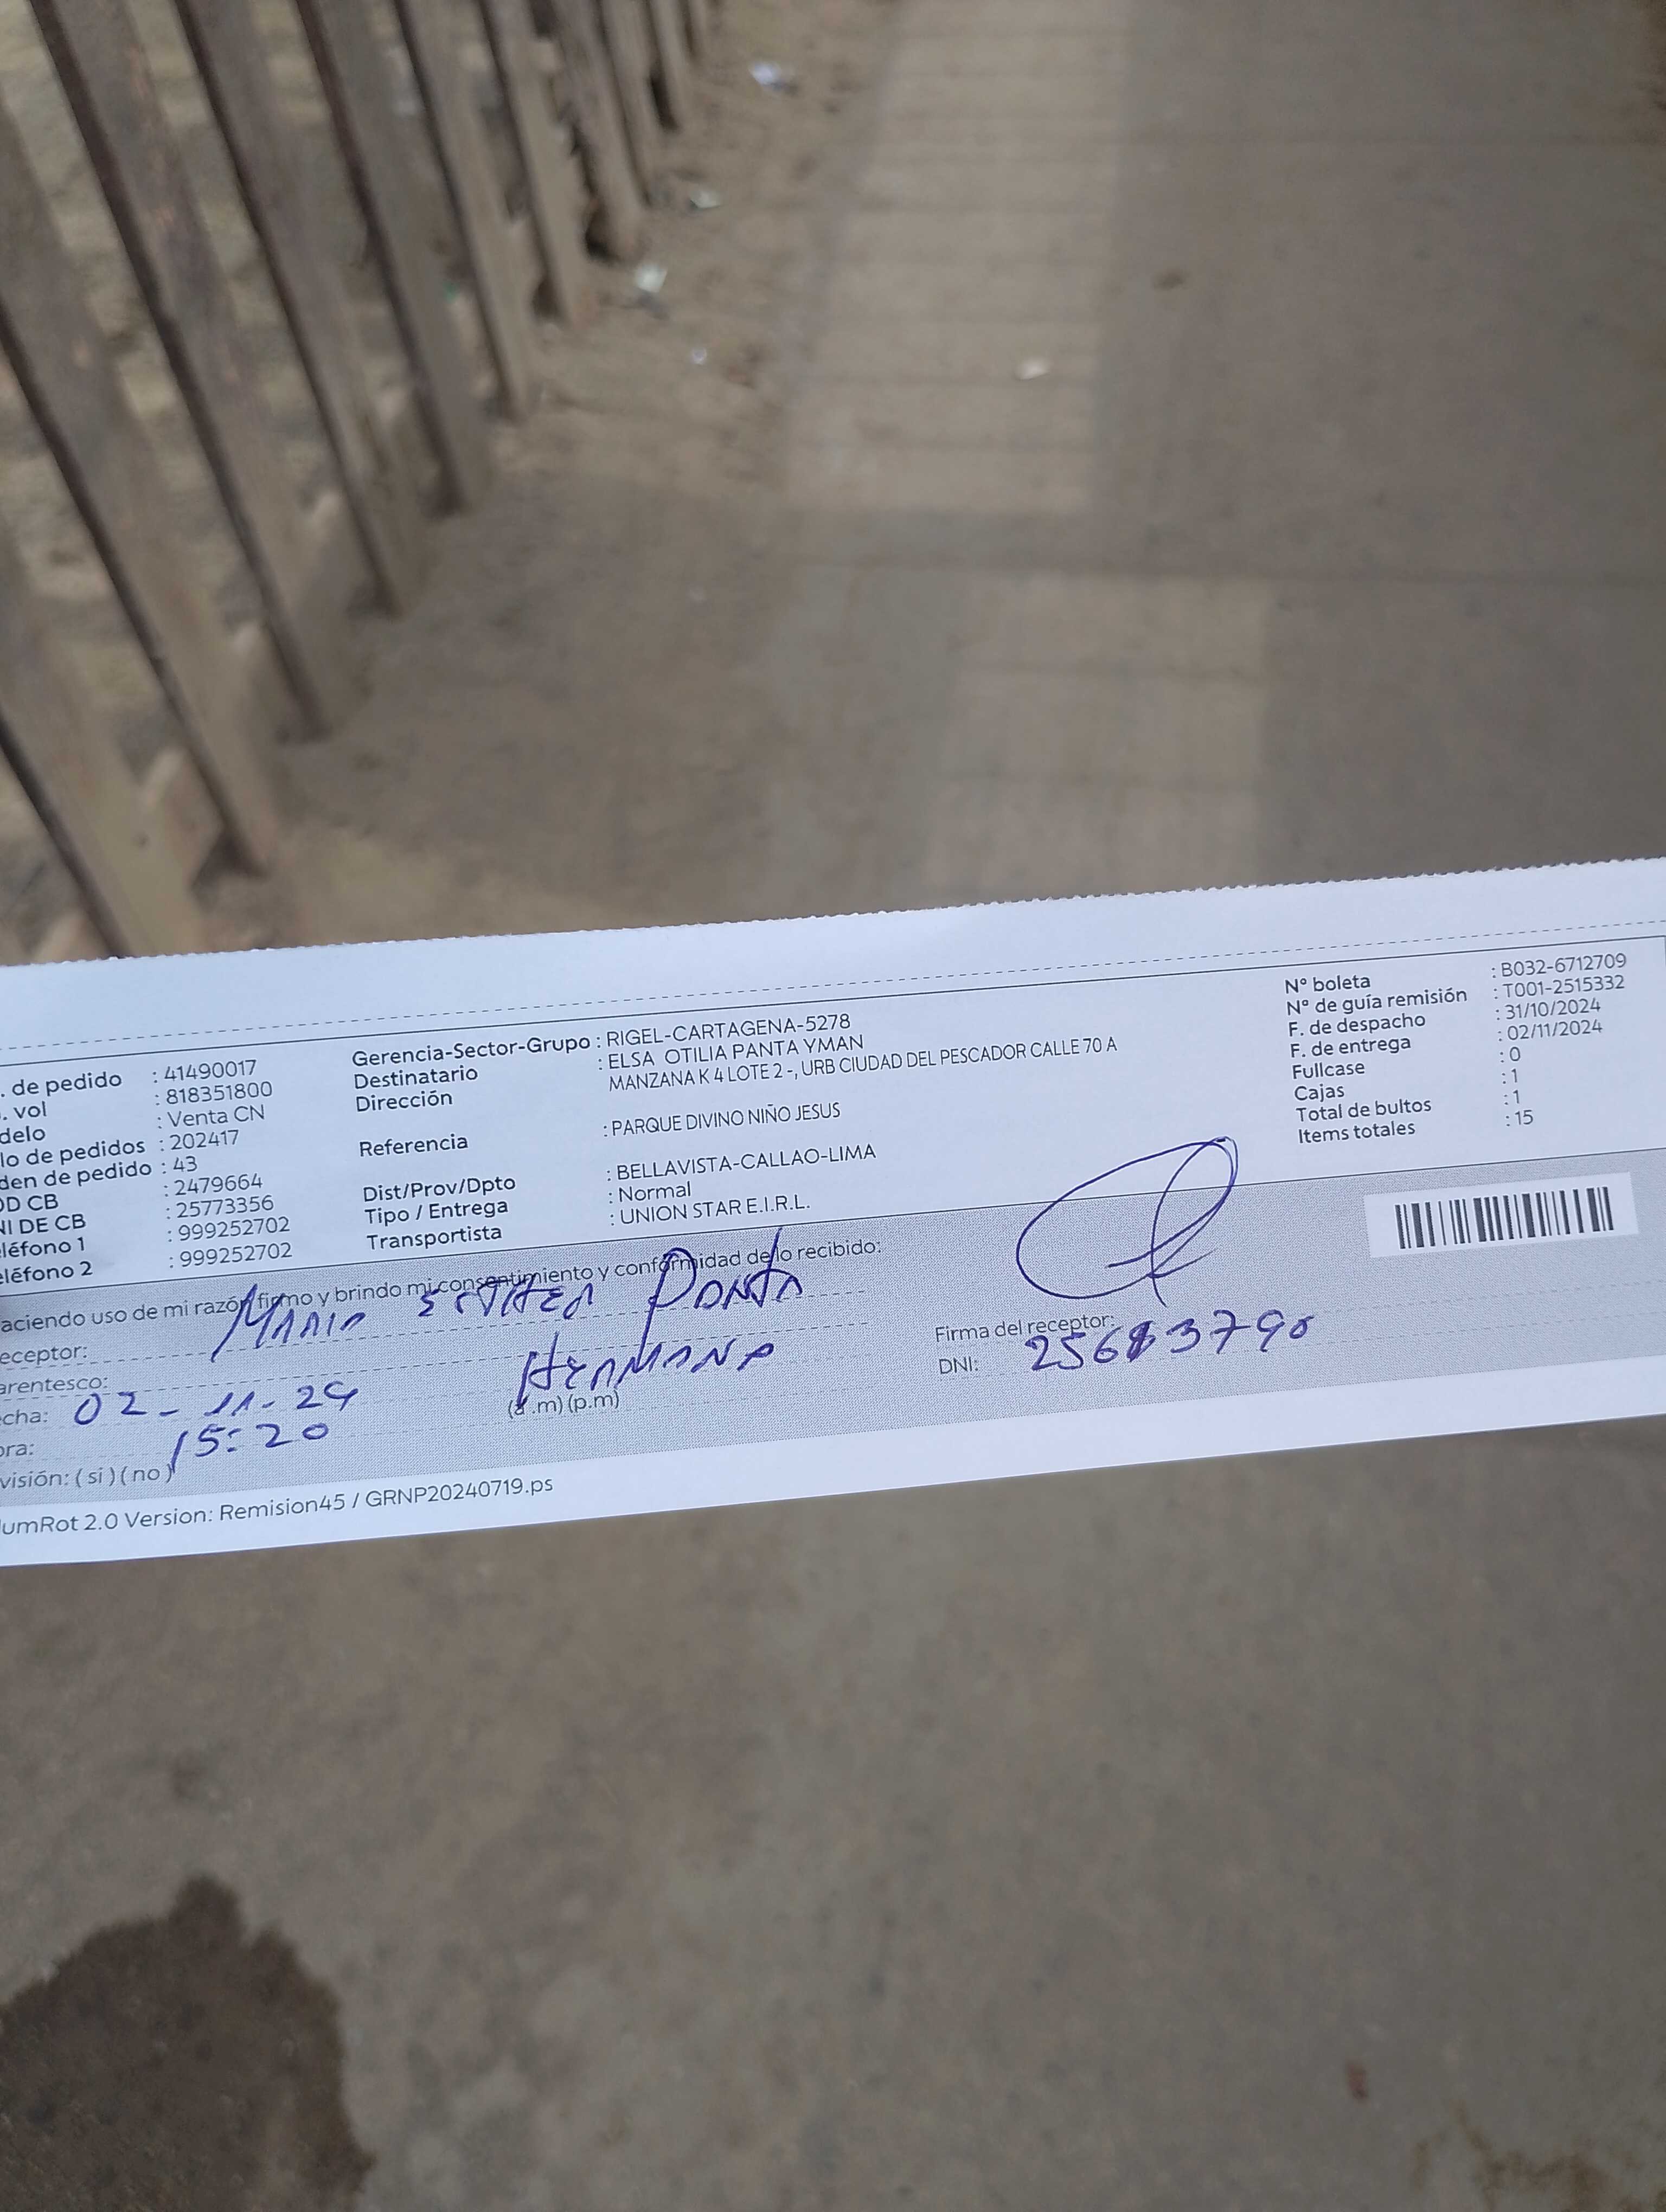 . de pedido : 41490017
. vol : 818351800
delo : Venta CN
lo de pedidos : 202417
den de pedido : 43
OD CB : 2479664
NI DE CB : 25773356
eléfono 1 : 999252702
eléfono 2 : 999252702
Gerencia-Sector-Grupo : RIGEL-CARTAGENA-5278
Destinatario : ELSA OTILIA PANTA YMAN
Dirección MANZANA K 4 LOTE 2 -, URB CIUDAD DEL PESCADOR CALLE 70 A
Referencia : PARQUE DIVINO NIÑO JESUS
Dist/Prov/Dpto : BELLAVISTA-CALLAO-LIMA
Tipo / Entrega : Normal
Transportista : UNION STAR E.I.R.L.
N° boleta : B032-6712709
N° de guía remisión : T001-2515332
F. de despacho : 31/10/2024
F. de entrega : 02/11/2024
Fullcase : 0
Cajas : 1
Total de bultos : 1
Items totales : 15
aciendo uso de mi razón firmo y brindo mi consentimiento y conformidad de lo recibido:
eceptor: Maria Esther Panta
arentesco: Hermana
echa: 02-11-24
ora: 15:20 (a.m) (p.m)
visión: ( si ) ( no )
Firma del receptor:
DNI:
umRot 2.0 Version: Remision45 / GRNP20240719.ps